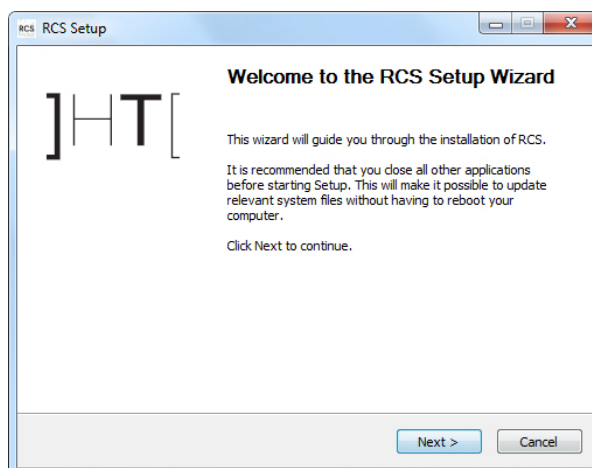 RCS RCS Setup
]HT[
Welcome to the RCS Setup Wizard
This wizard will guide you through the installation of RCS.
It is recommended that you close all other applications
before starting Setup. This will make it possible to update
relevant system files without having to reboot your
computer.
Click Next to continue.
Next >
Cancel